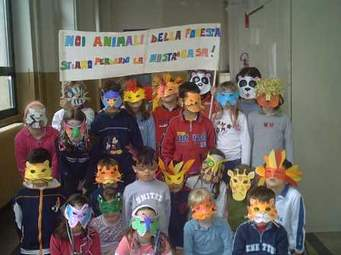 NOI ANIMALI DELLA FORESTA
STIAMO PERDENDO LA NOSTRA CASA!